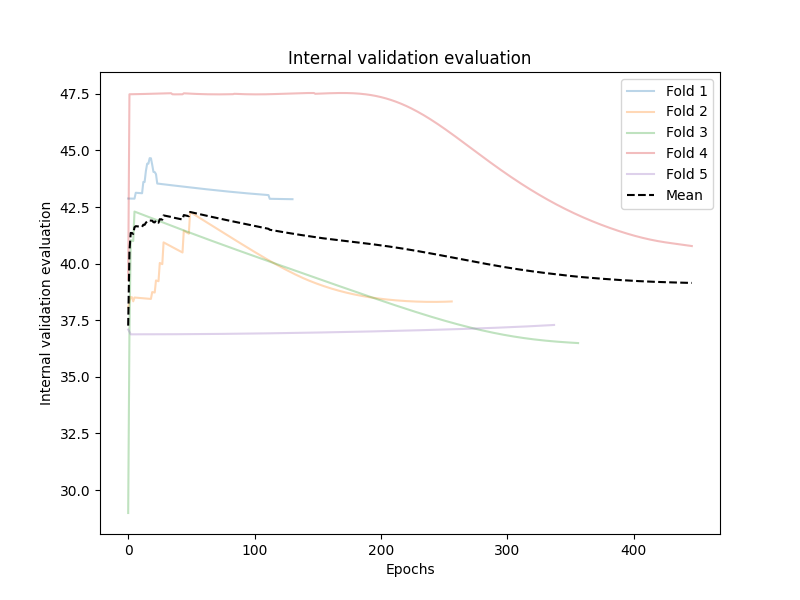 Internal validation evaluation
Internal validation evaluation
47.5
45.0
42.5
40.0
37.5
35.0
32.5
30.0
Fold 1
Fold 2
Fold 3
Fold 4
Fold 5
Mean
0
100
200
300
400
Epochs